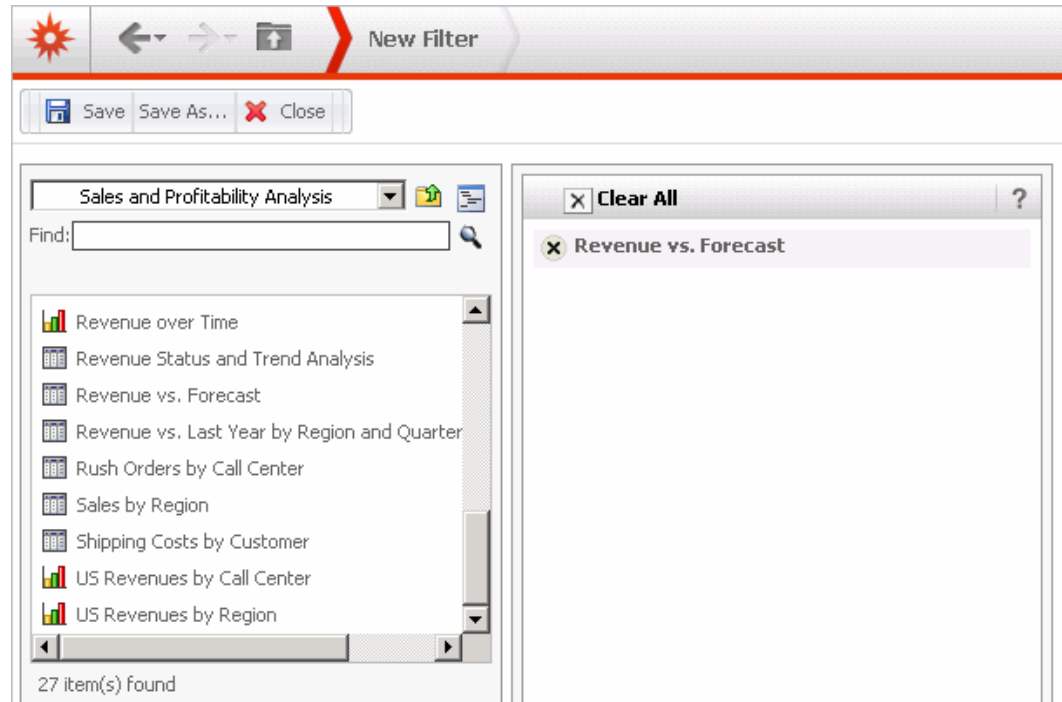 New Filter
Save Save As... Close
Sales and Profitability Analysis
Find:
Revenue over Time
Revenue Status and Trend Analysis
Revenue vs. Forecast
Revenue vs. Last Year by Region and Quarter
Rush Orders by Call Center
Sales by Region
Shipping Costs by Customer
US Revenues by Call Center
US Revenues by Region
27 item(s) found
Clear All ?
Revenue vs. Forecast